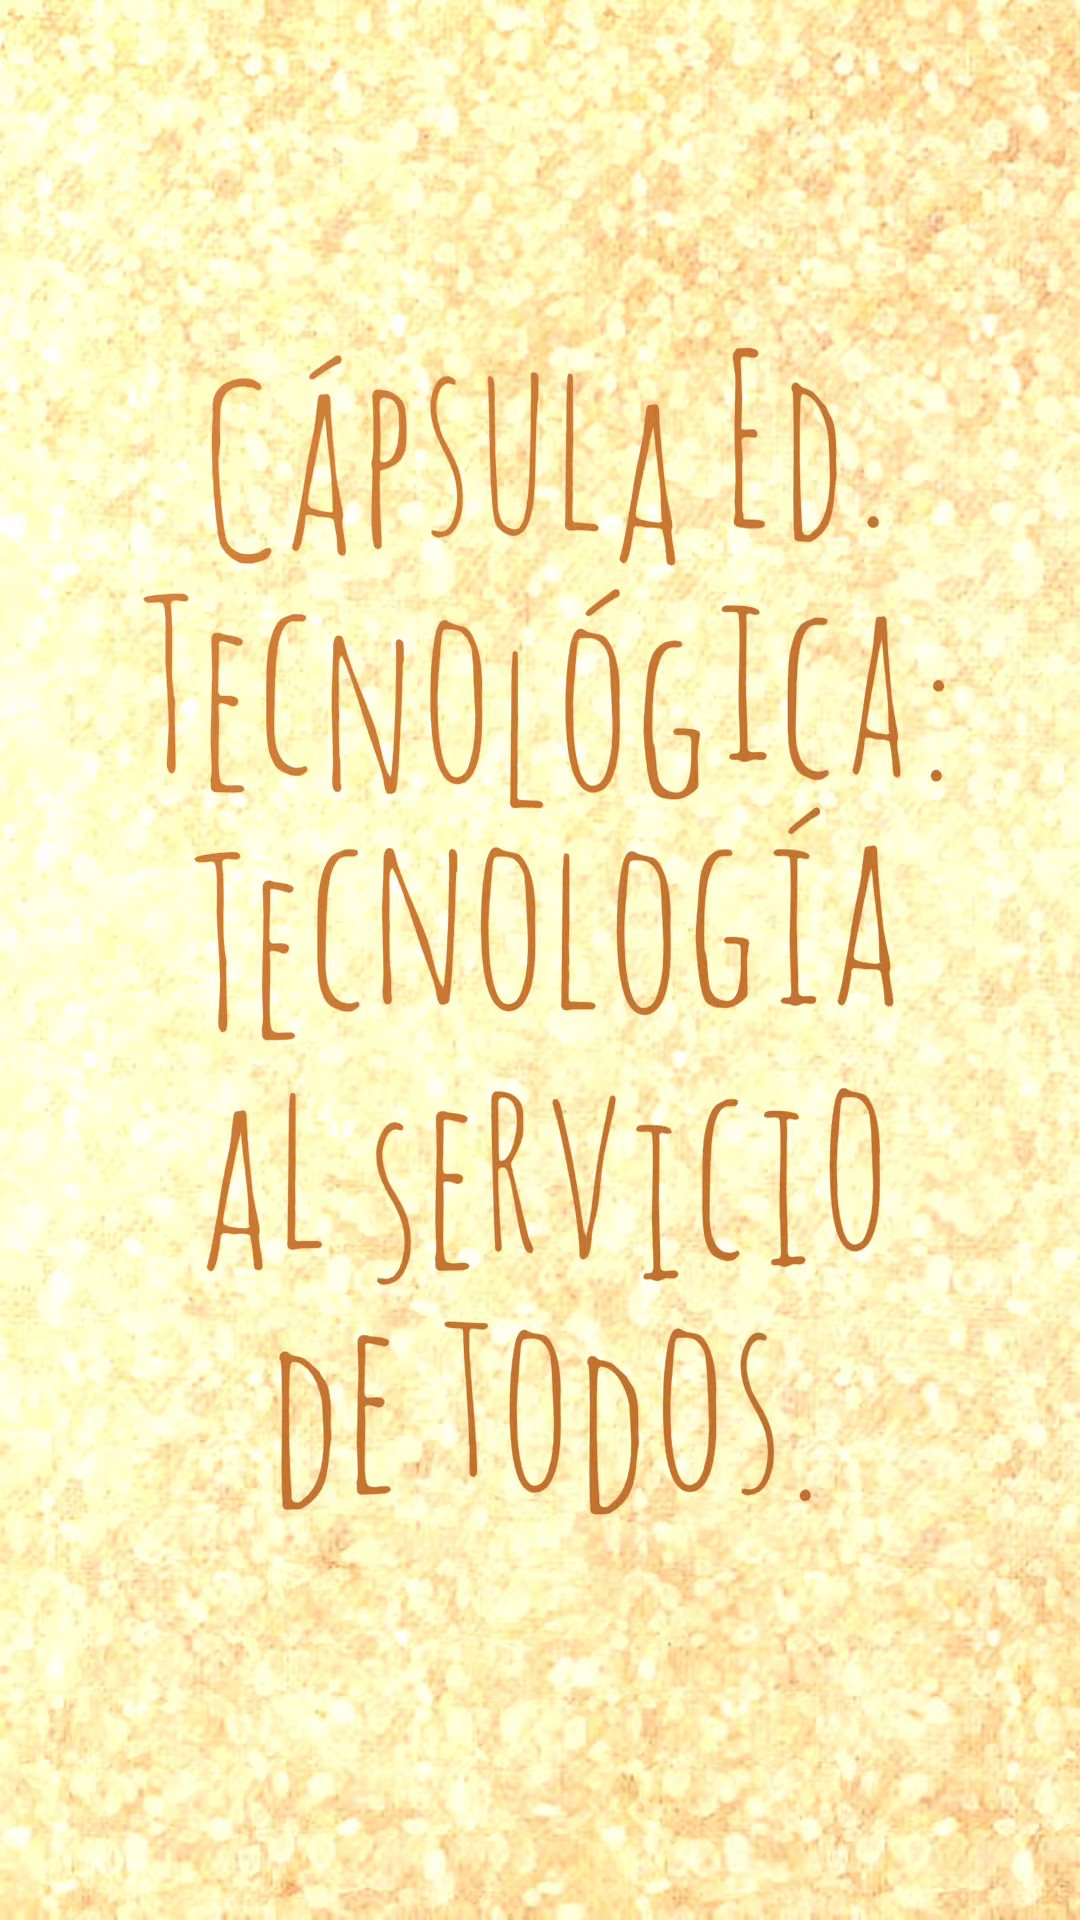 Cápsula Ed.
Tecnológica:
Tecnología
al servicio
de todos.